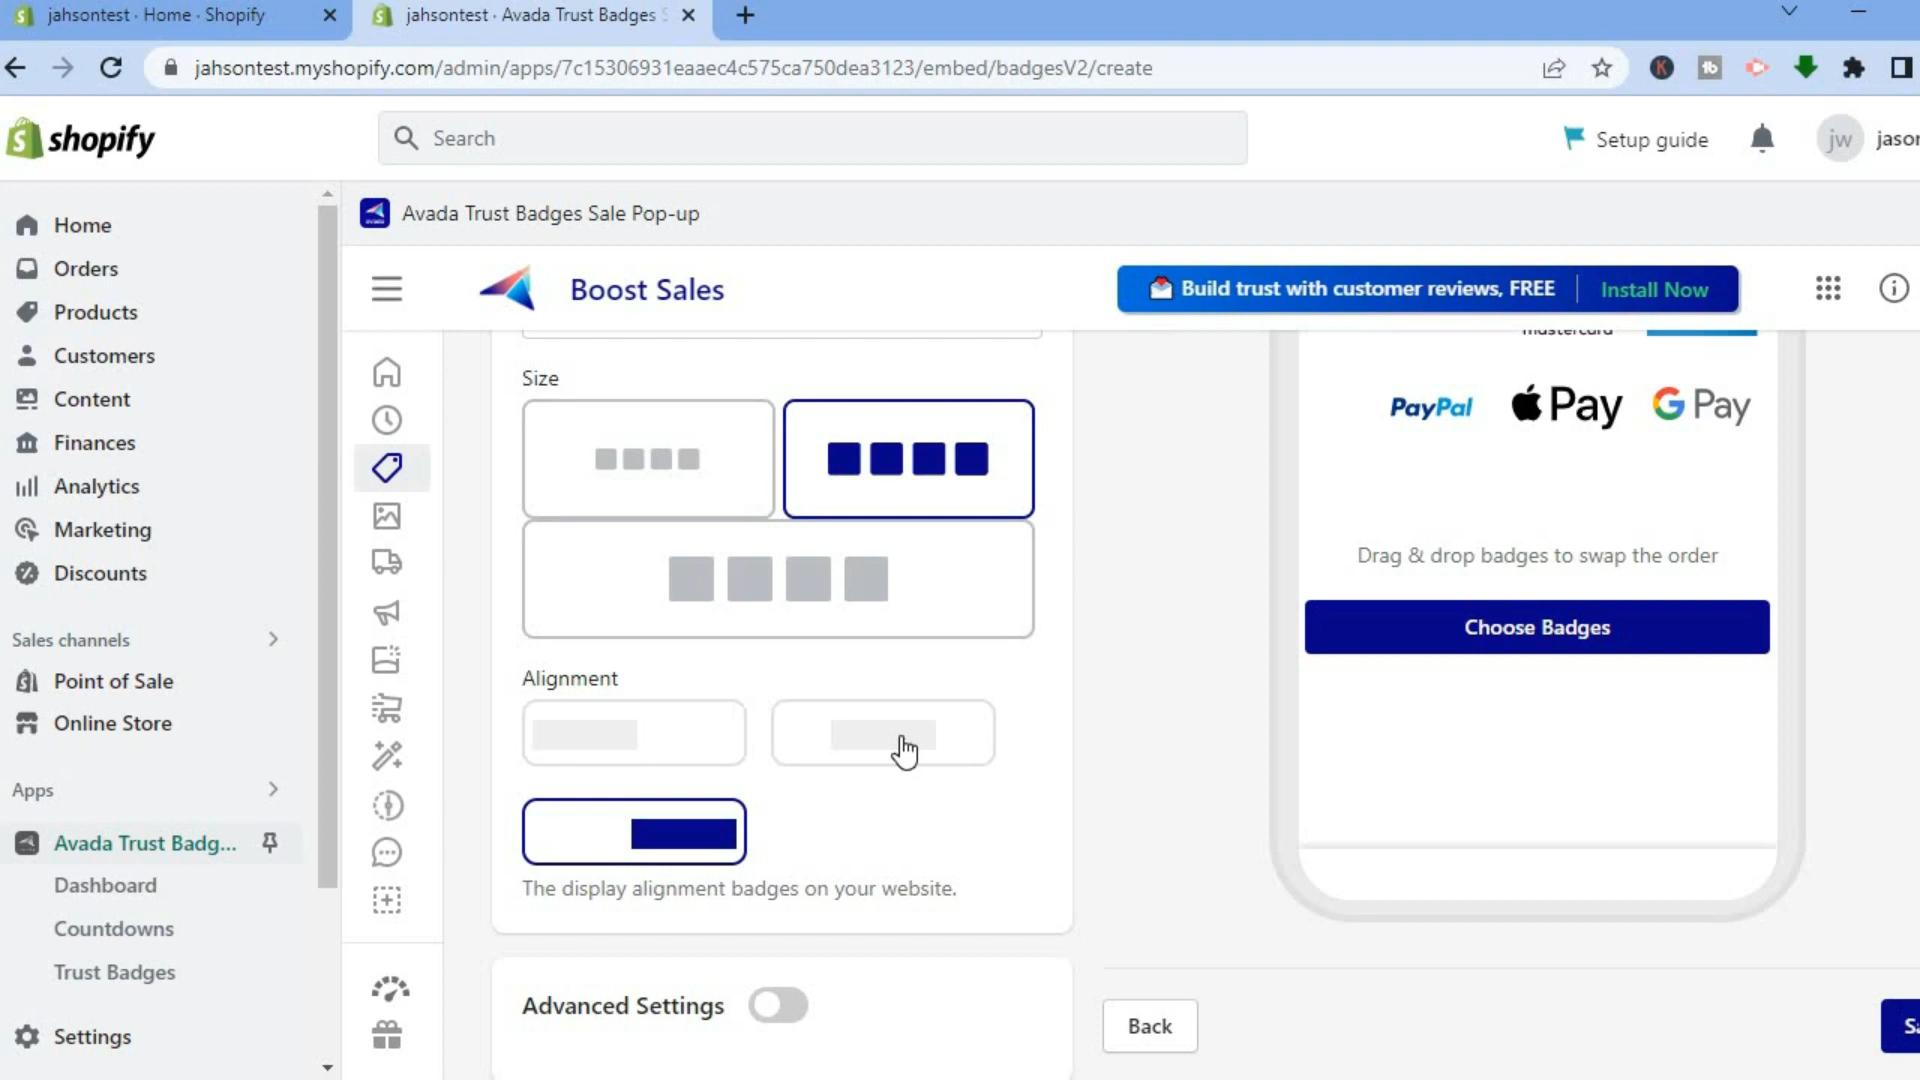 jahsontest · Home · Shopify
jahsontest · Avada Trust Badges
jahsontest.myshopify.com/admin/apps/7c15306931eaaec4c575ca750dea3123/embed/badgesV2/create
shopify
Search
Setup guide
jw
jason
Avada Trust Badges Sale Pop-up
Boost Sales
Build trust with customer reviews, FREE
Install Now
Home
Orders
Products
Customers
Content
Finances
Analytics
Marketing
Discounts
Sales channels
Point of Sale
Online Store
Apps
Avada Trust Badg...
Dashboard
Countdowns
Trust Badges
Settings
Size
Alignment
The display alignment badges on your website.
Advanced Settings
mastercard
PayPal
Pay
G Pay
Drag & drop badges to swap the order
Choose Badges
Back
Sa